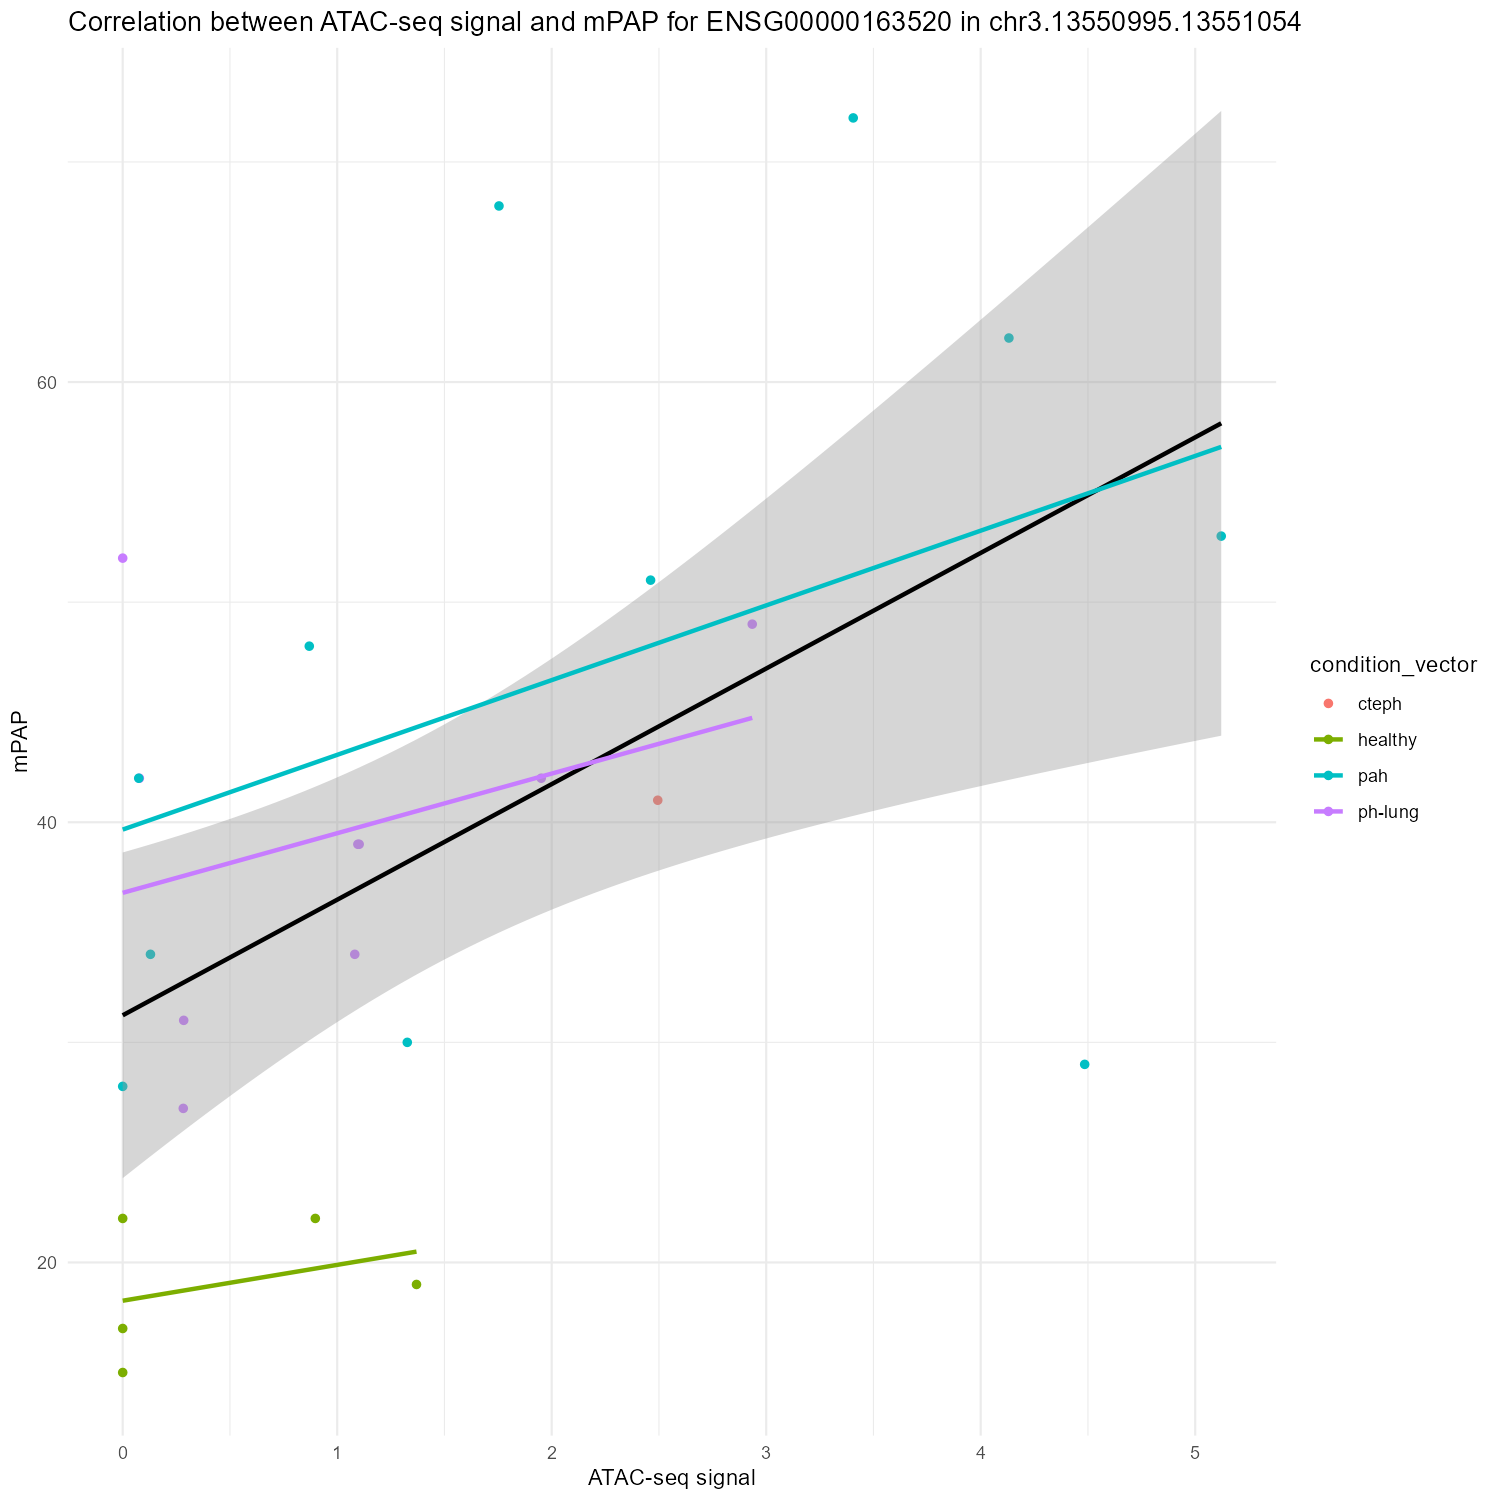 Correlation between ATAC-seq signal and mPAP for ENSG00000163520 in chr3.13550995.13551054
60
40
20
mPAP
0 1 2 3 4 5
ATAC-seq signal
condition_vector
cteph
healthy
pah
ph-lung